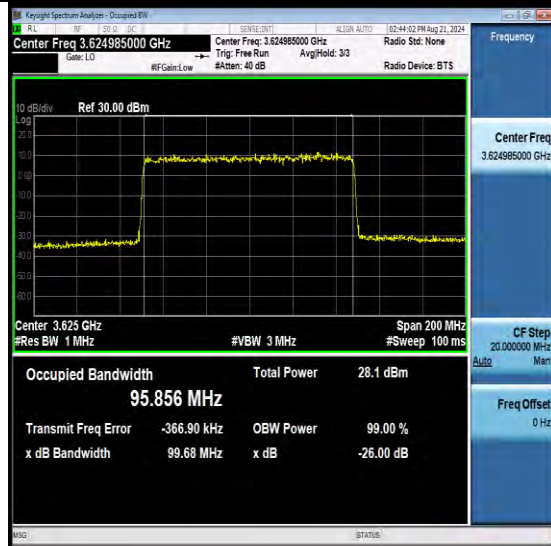 Keysight Spectrum Analyzer - Occupied BW
RL RF 50 Ω DC SENSE:INT ALIGN AUTO 02:44:02 PM Aug 21, 2024
Center Freq 3.624985000 GHz
Center Freq: 3.624985000 GHz
Radio Std: None
Gate: LO
Trig: Free Run
Avg|Hold: 3/3
#IFGain:Low
#Atten: 40 dB
Radio Device: BTS
Frequency
10 dB/div Ref 30.00 dBm
Log
20.0
10.0
0.00
-10.0
-20.0
-30.0
-40.0
-50.0
-60.0
Center Freq
3.624985000 GHz
Center 3.625 GHz
Span 200 MHz
#Res BW 1 MHz
#VBW 3 MHz
#Sweep 100 ms
CF Step
20.000000 MHz
Auto Man
Occupied Bandwidth
95.856 MHz
Total Power 28.1 dBm
Freq Offset
0 Hz
Transmit Freq Error -366.90 kHz OBW Power 99.00 %
x dB Bandwidth 99.68 MHz x dB -26.00 dB
MSG STATUS